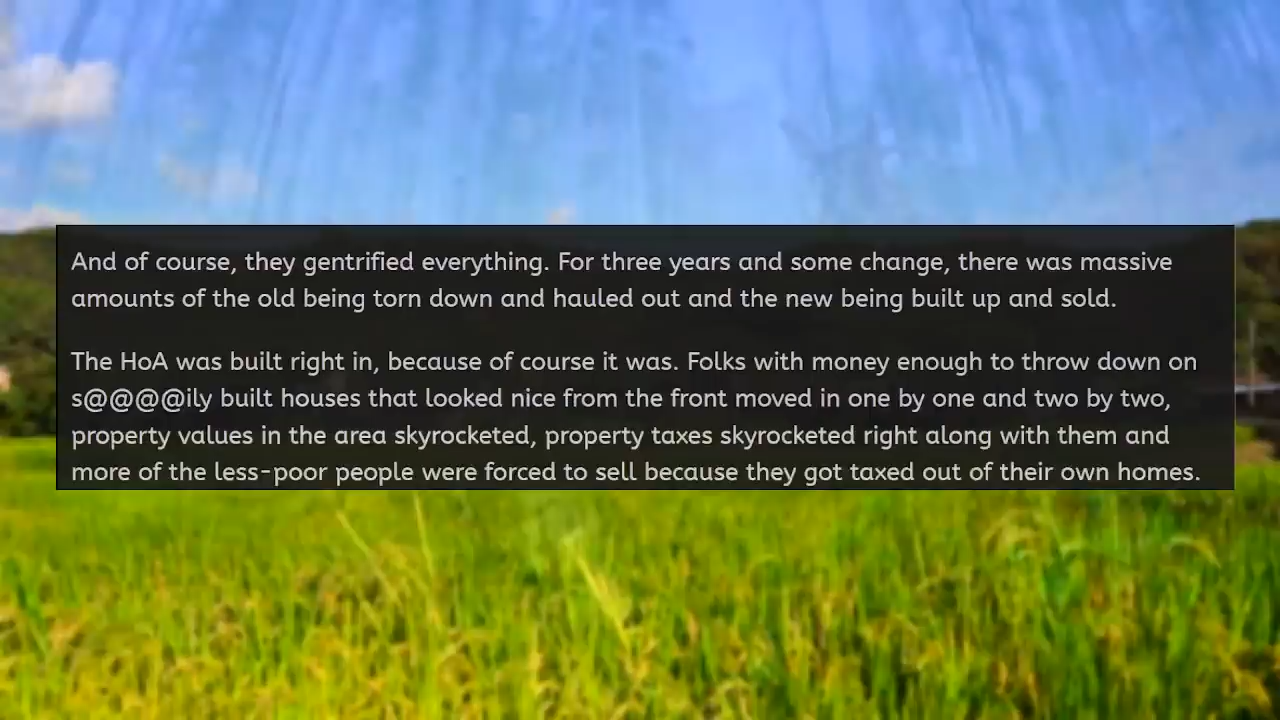 And of course, they gentrified everything. For three years and some change, there was massive
amounts of the old being torn down and hauled out and the new being built up and sold.
The HoA was built right in, because of course it was. Folks with money enough to throw down on
s@@@@ily built houses that looked nice from the front moved in one by one and two by two,
property values in the area skyrocketed, property taxes skyrocketed right along with them and
more of the less-poor people were forced to sell because they got taxed out of their own homes.